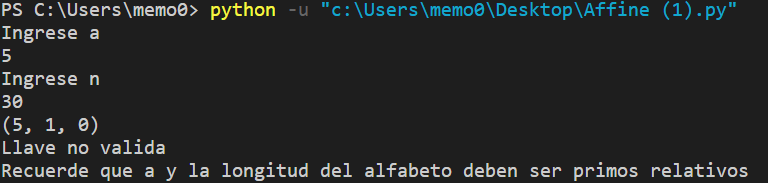 PS C:\Users\memo0> python -u "c:\Users\memo0\Desktop\Affine (1).py"
Ingrese a
5
Ingrese n
30
(5, 1, 0)
Llave no valida
Recuerde que a y la longitud del alfabeto deben ser primos relativos